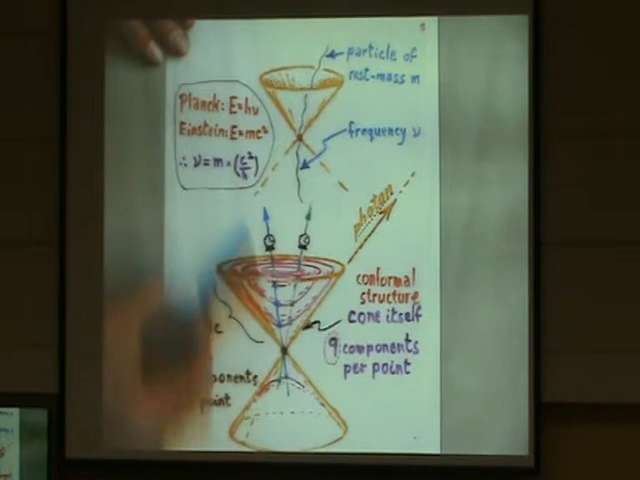 particle of
rest-mass m
Planck: E=hν
Einstein: E=mc²
∴ ν=m×(c²/h)
frequency ν
photon
conformal
structure
cone itself
9 components
per point
ponents
point